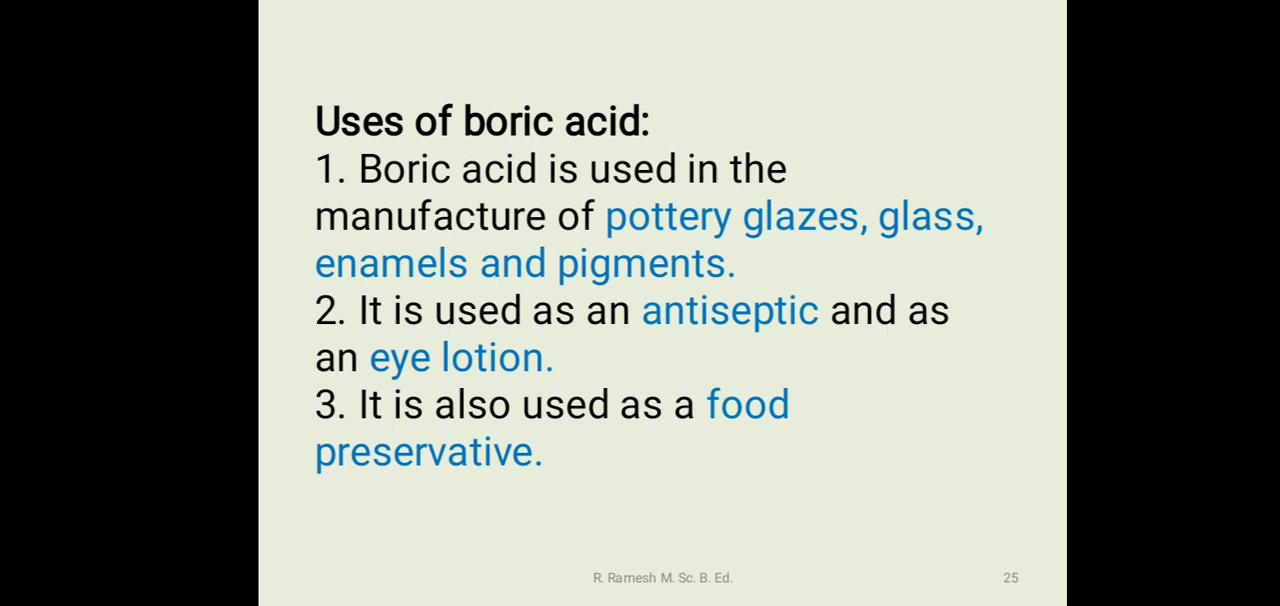 Uses of boric acid:
1. Boric acid is used in the
manufacture of pottery glazes, glass,
enamels and pigments.
2. It is used as an antiseptic and as
an eye lotion.
3. It is also used as a food
preservative.
R. Ramesh M. Sc. B. Ed.
25